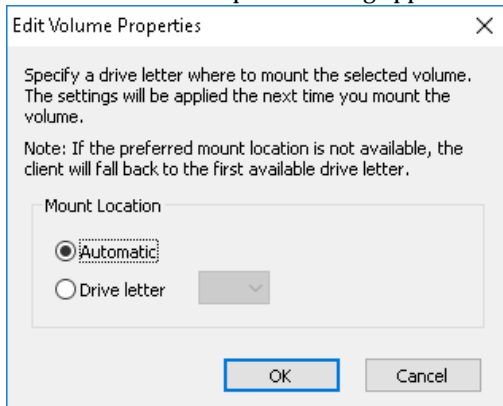 Edit Volume Properties
Specify a drive letter where to mount the selected volume.
The settings will be applied the next time you mount the
volume.
Note: If the preferred mount location is not available, the
client will fall back to the first available drive letter.
Mount Location
Automatic
Drive letter
OK
Cancel